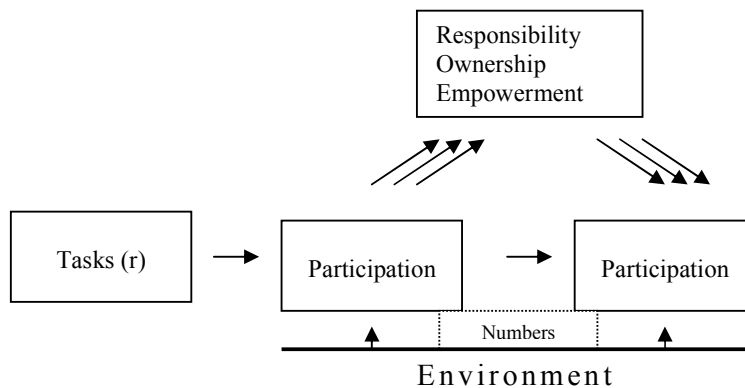 Responsibility
Ownership
Empowerment
Tasks (r)
Participation
Participation
Numbers
Environment